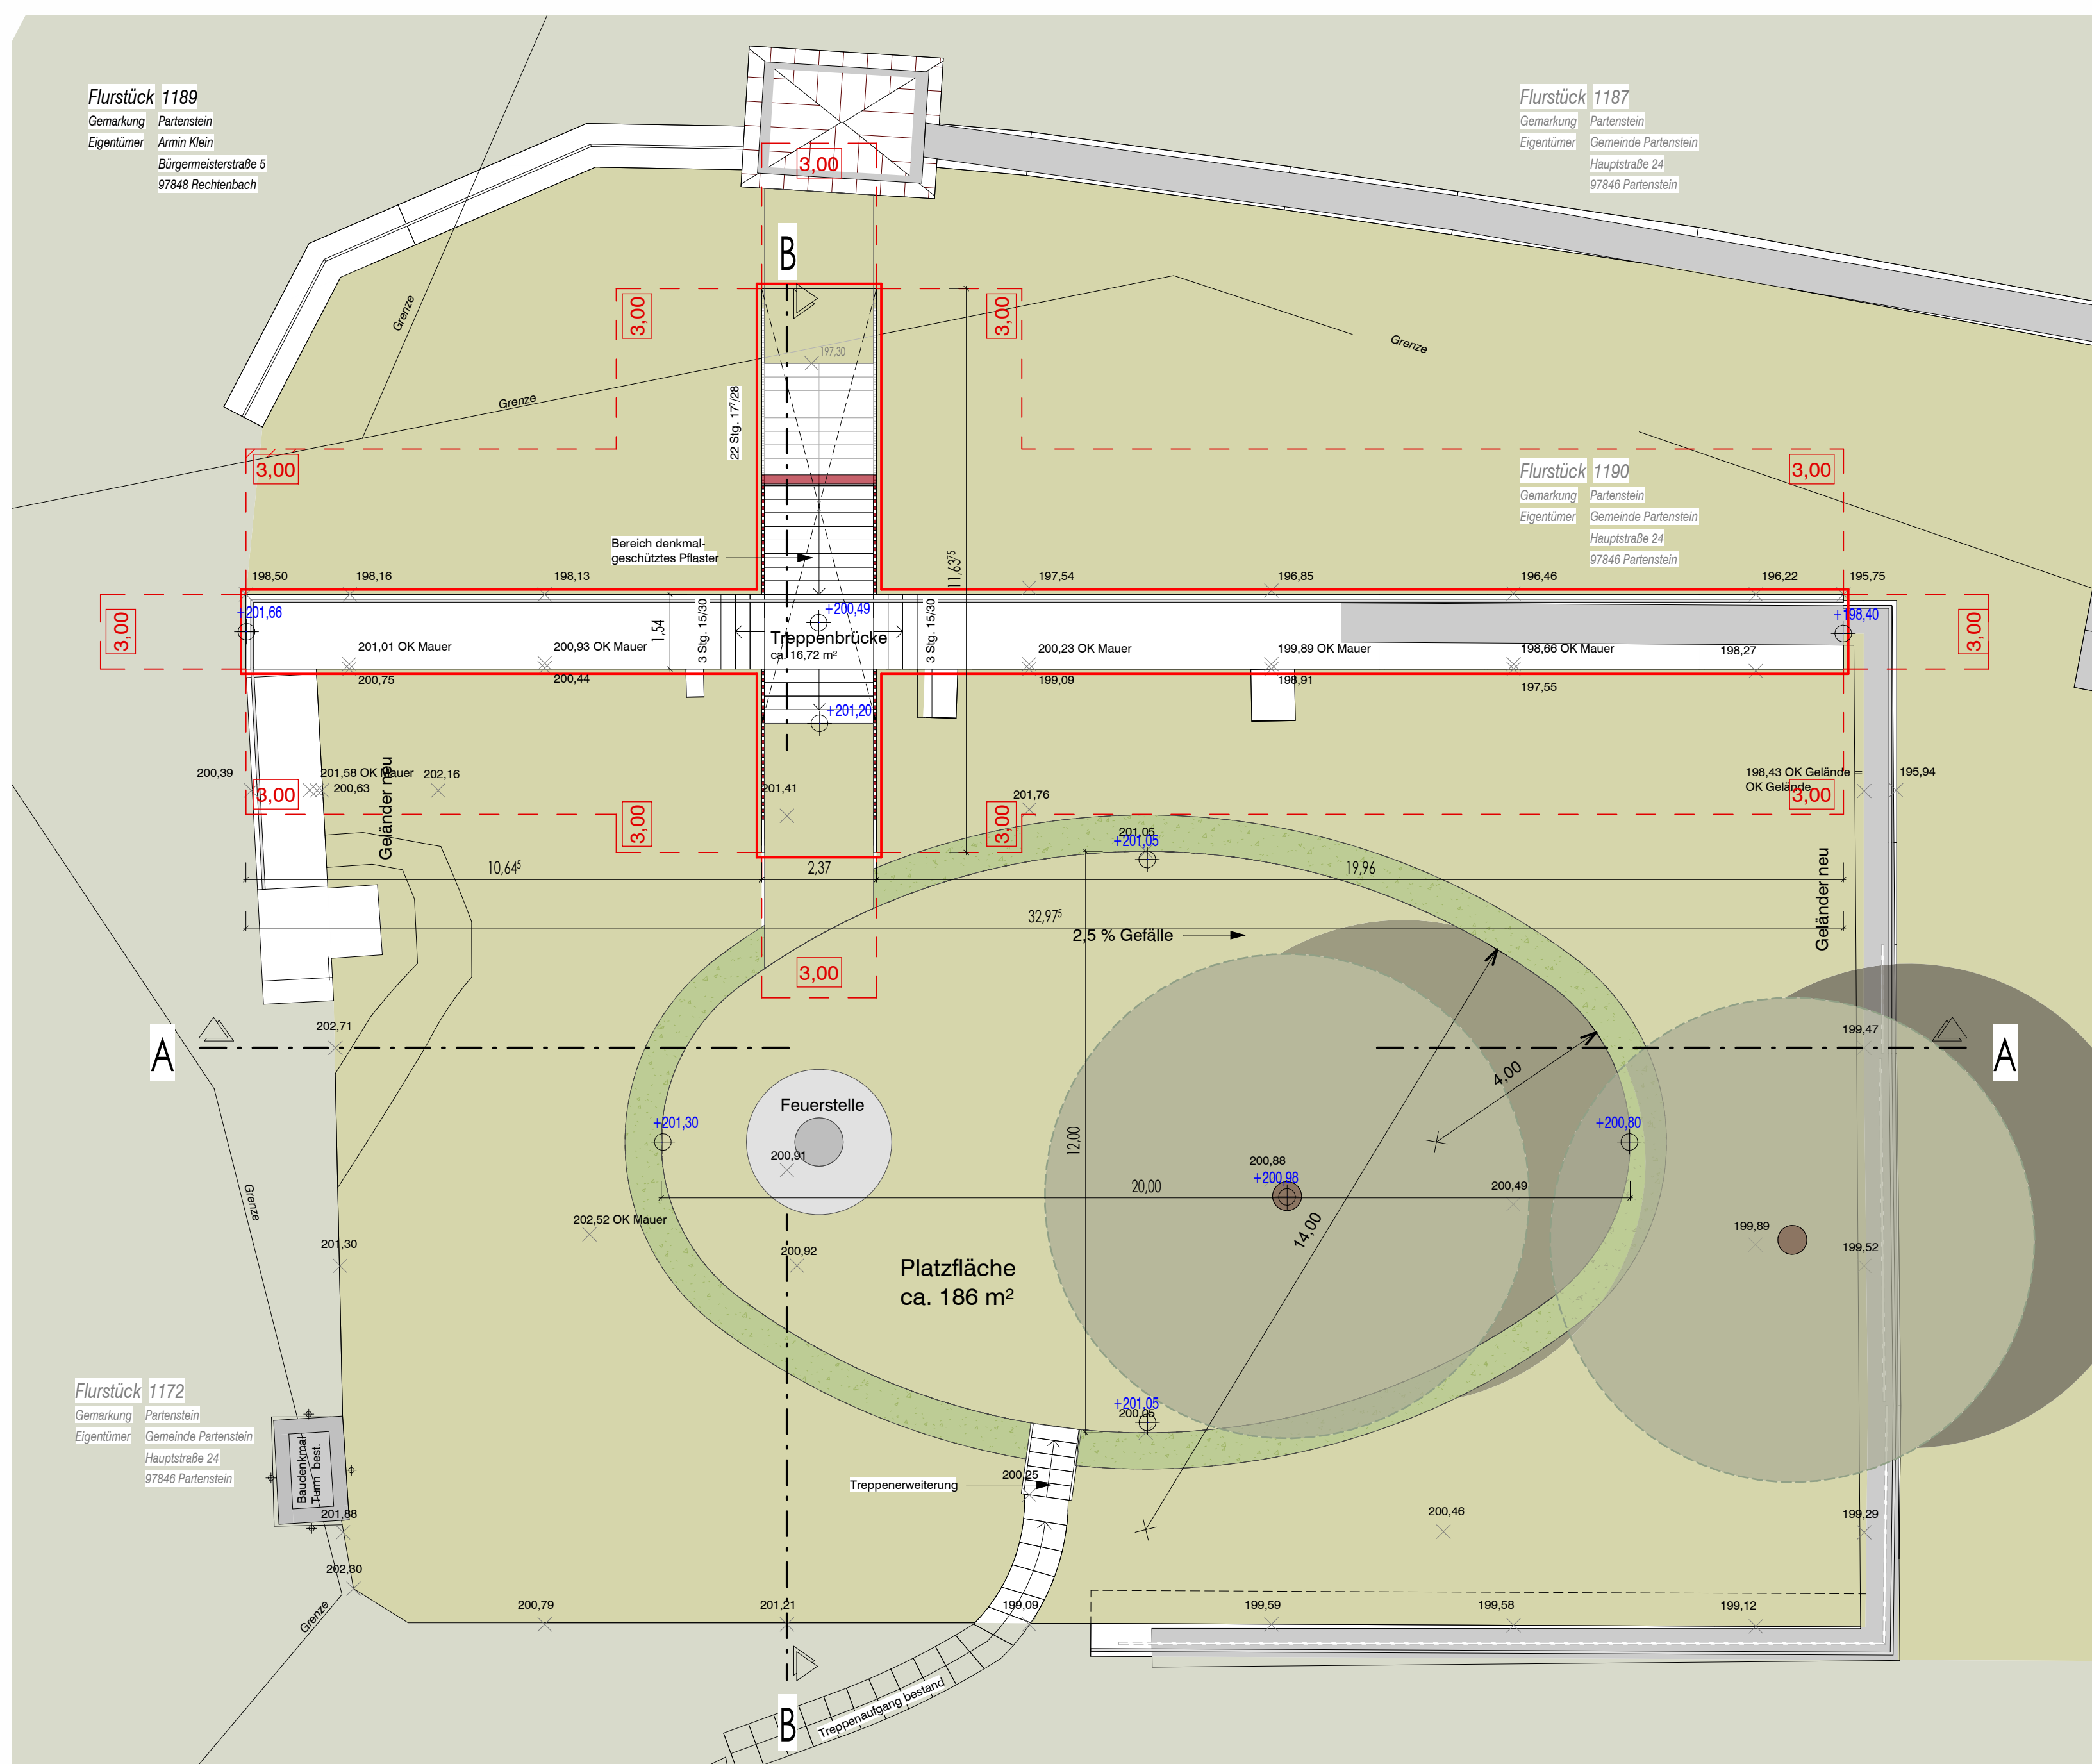 Flurstück 1189
Gemarkung Partenstein
Eigentümer Armin Klein
Bürgermeisterstraße 5
97848 Rechtenbach
Flurstück 1187
Gemarkung Partenstein
Eigentümer Gemeinde Partenstein
Hauptstraße 24
97846 Partenstein
3,00
B
3,00
3,00
Grenze
Grenze
Grenze
197,30
22 Stg. 17⁷/28
3,00
3,00
Flurstück 1190
Gemarkung Partenstein
Eigentümer Gemeinde Partenstein
Hauptstraße 24
97846 Partenstein
Bereich denkmal-
geschütztes Pflaster
11,63⁷⁵
198,50
198,16
198,13
197,54
196,85
196,46
196,22
195,75
+201,66
+200,49
+198,40
3,00
1,54
3 Stg. 15/30
Treppenbrücke
ca. 16,72 m²
3 Stg. 15/30
3,00
201,01 OK Mauer
200,93 OK Mauer
200,23 OK Mauer
199,89 OK Mauer
198,66 OK Mauer
198,27
200,75
200,44
199,09
198,91
197,55
+201,20
200,39
201,58 OK Mauer
202,16
200,63
Geländer neu
201,41
201,76
198,43 OK Gelände =
OK Gelände
195,94
3,00
3,00
3,00
3,00
201,05
+201,05
10,64⁵
2,37
19,96
32,97⁵
2,5 % Gefälle
Geländer neu
3,00
202,71
199,47
A
A
4,00
Feuerstelle
+201,30
+200,80
12,00
200,91
200,88
+200,98
20,00
200,49
14,00
202,52 OK Mauer
200,92
199,89
199,52
Grenze
201,30
Platzfläche
ca. 186 m²
Flurstück 1172
Gemarkung Partenstein
Eigentümer Gemeinde Partenstein
Hauptstraße 24
97846 Partenstein
+201,05
200,05
Baudenkmal
Turm best.
200,25
Treppenerweiterung
201,88
200,46
199,29
202,30
Grenze
200,79
201,21
199,09
199,59
199,58
199,12
Treppenaufgang bestand
B